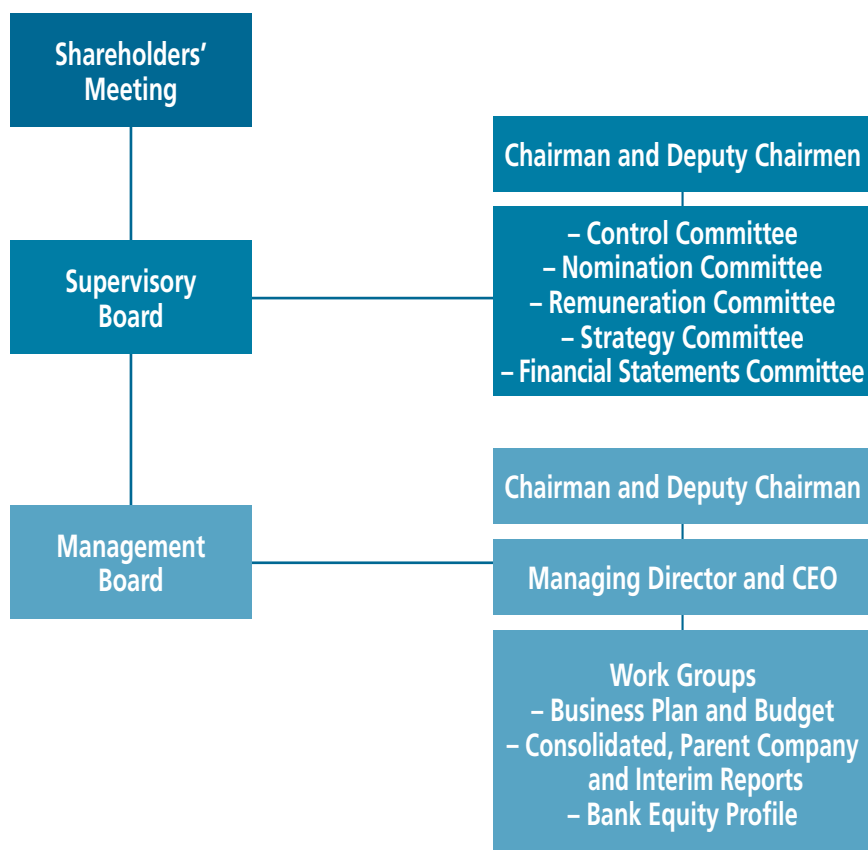 Shareholders’
Meeting
Chairman and Deputy Chairmen
Supervisory
Board
– Control Committee
– Nomination Committee
– Remuneration Committee
– Strategy Committee
– Financial Statements Committee
Chairman and Deputy Chairman
Management
Board
Managing Director and CEO
Work Groups
– Business Plan and Budget
– Consolidated, Parent Company
and Interim Reports
– Bank Equity Profile